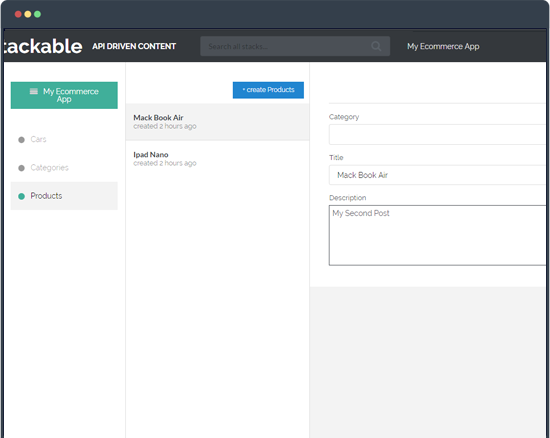 tackable
API DRIVEN CONTENT
Search all stacks...
My Ecommerce App
My Ecommerce
App
+ create Products
Cars
Categories
Products
Mack Book Air
created 2 hours ago
Ipad Nano
created 2 hours ago
Category
Title
Mack Book Air
Description
My Second Post